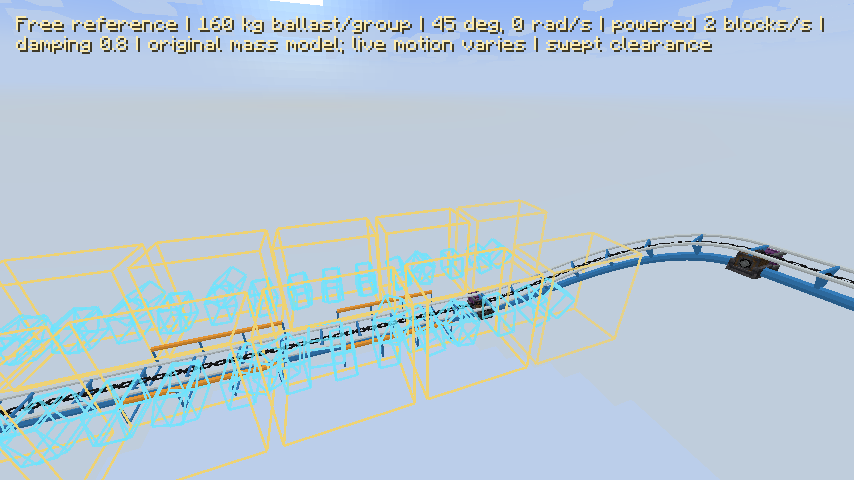 Free reference | 160 kg ballast/group | 45 deg, 0 rad/s | powered 2 blocks/s |
damping 0.8 | original mass model; live motion varies | swept clearance